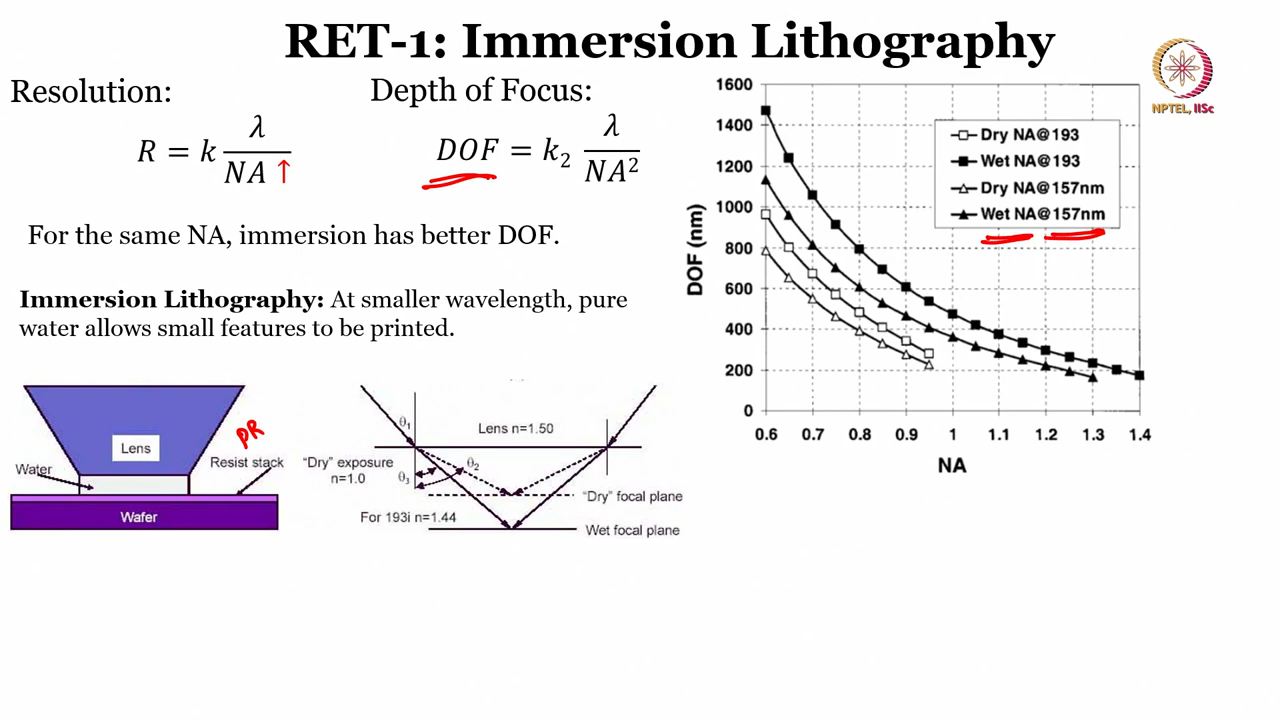 RET-1: Immersion Lithography
Resolution:
R = k λ/NA ↑
Depth of Focus:
DOF = k₂ λ/NA²
For the same NA, immersion has better DOF.
Immersion Lithography: At smaller wavelength, pure
water allows small features to be printed.
Lens
PR
Water
Resist stack
Wafer
θ₁
Lens n=1.50
"Dry" exposure
n=1.0
θ₂
θ₃
"Dry" focal plane
For 193i n=1.44
Wet focal plane
NPTEL, IISc
1600
1400
1200
1000
800
600
400
200
0
DOF (nm)
Dry NA@193
Wet NA@193
Dry NA@157nm
Wet NA@157nm
0.6 0.7 0.8 0.9 1 1.1 1.2 1.3 1.4
NA